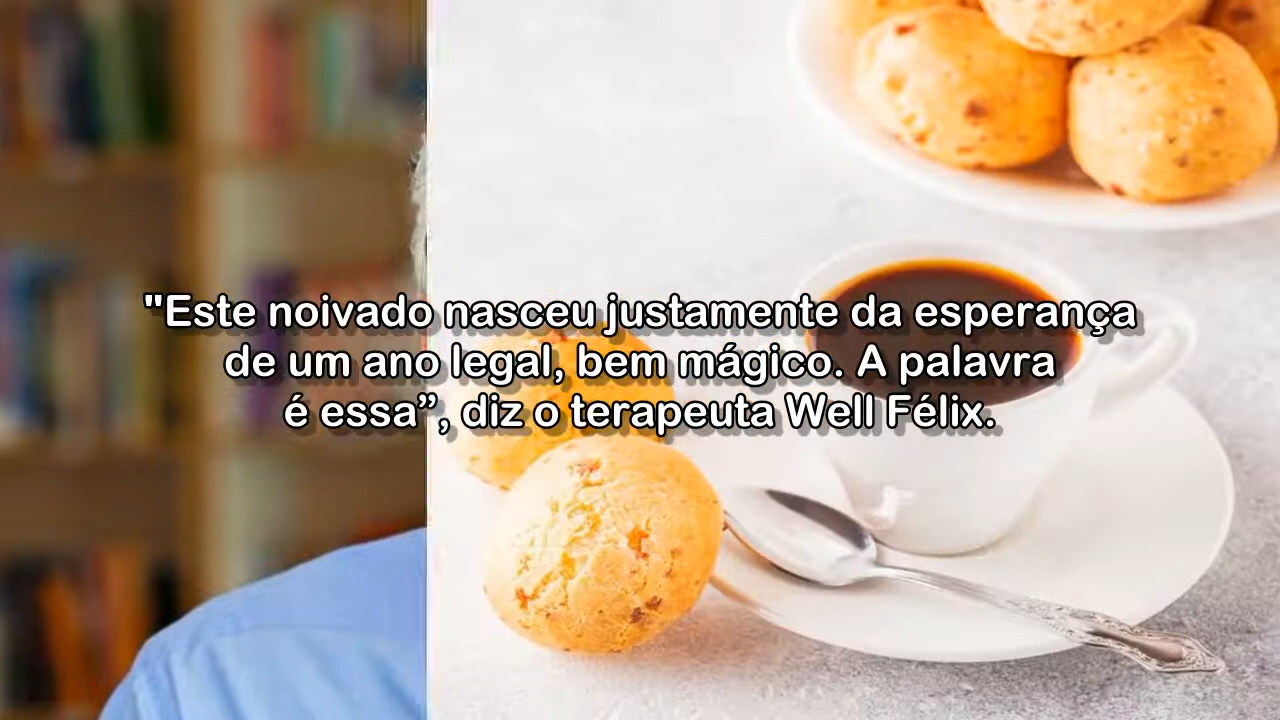 "Este noivado nasceu justamente da esperança
de um ano legal, bem mágico. A palavra
é essa”, diz o terapeuta Well Félix.